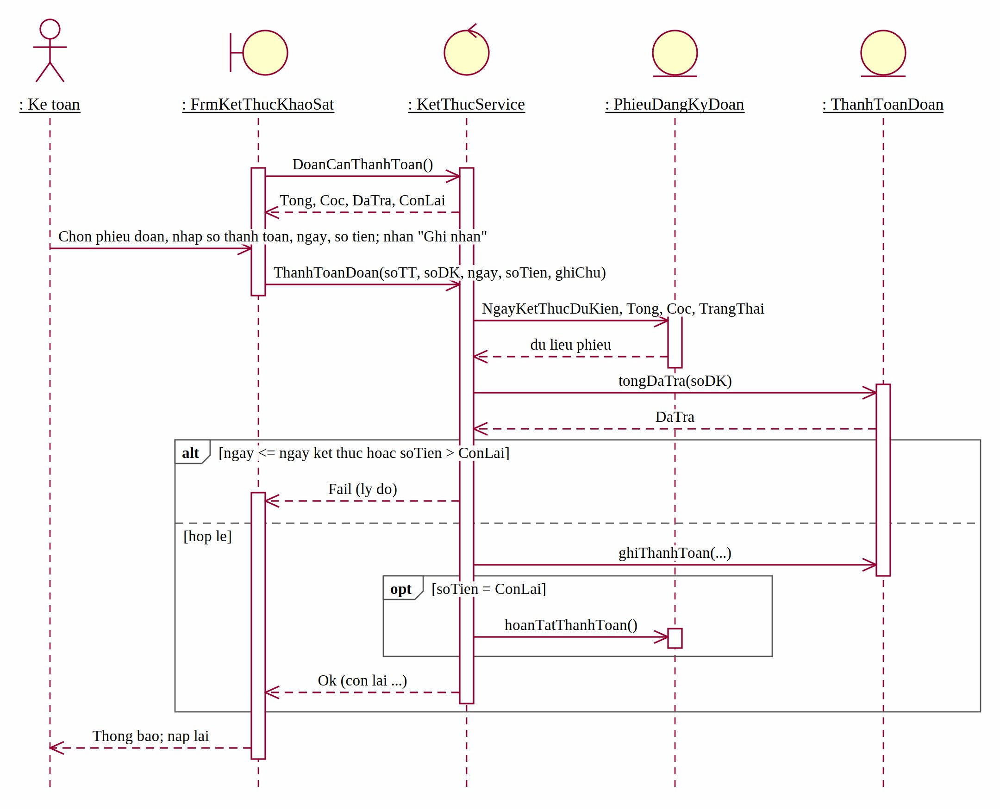 : Ke toan
: FrmKetThucKhaoSat
: KetThucService
: PhieuDangKyDoan
: ThanhToanDoan
DoanCanThanhToan()
Tong, Coc, DaTra, ConLai
Chon phieu doan, nhap so thanh toan, ngay, so tien; nhan "Ghi nhan"
ThanhToanDoan(soTT, soDK, ngay, soTien, ghiChu)
NgayKetThucDuKien, Tong, Coc, TrangThai
du lieu phieu
tongDaTra(soDK)
DaTra
alt [ngay <= ngay ket thuc hoac soTien > ConLai]
Fail (ly do)
[hop le]
ghiThanhToan(...)
opt [soTien = ConLai]
hoanTatThanhToan()
Ok (con lai ...)
Thong bao; nap lai